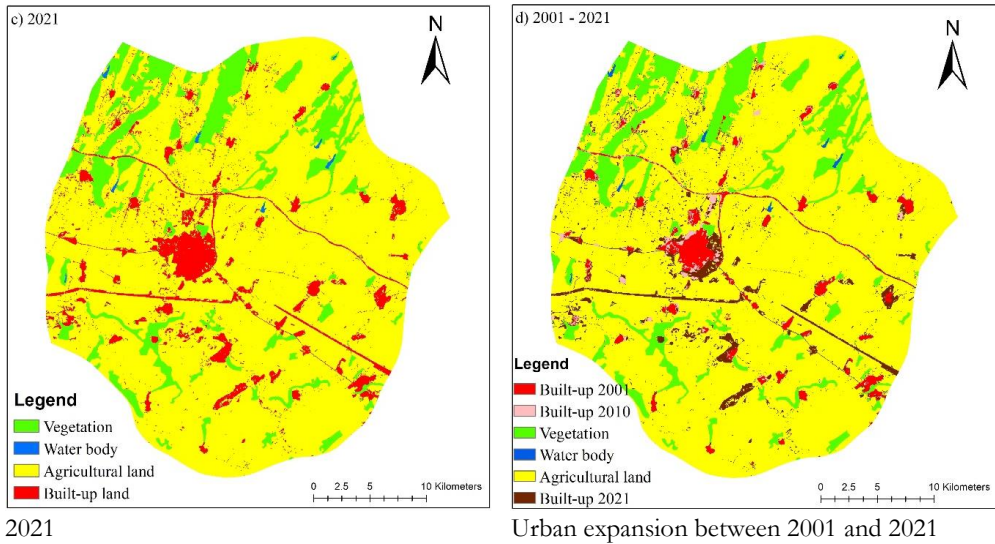 c) 2021
N
Legend
Vegetation
Water body
Agricultural land
Built-up land
0 2.5 5 10 Kilometers
2021
d) 2001 - 2021
N
Legend
Built-up 2001
Built-up 2010
Vegetation
Water body
Agricultural land
Built-up 2021
0 2.5 5 10 Kilometers
Urban expansion between 2001 and 2021